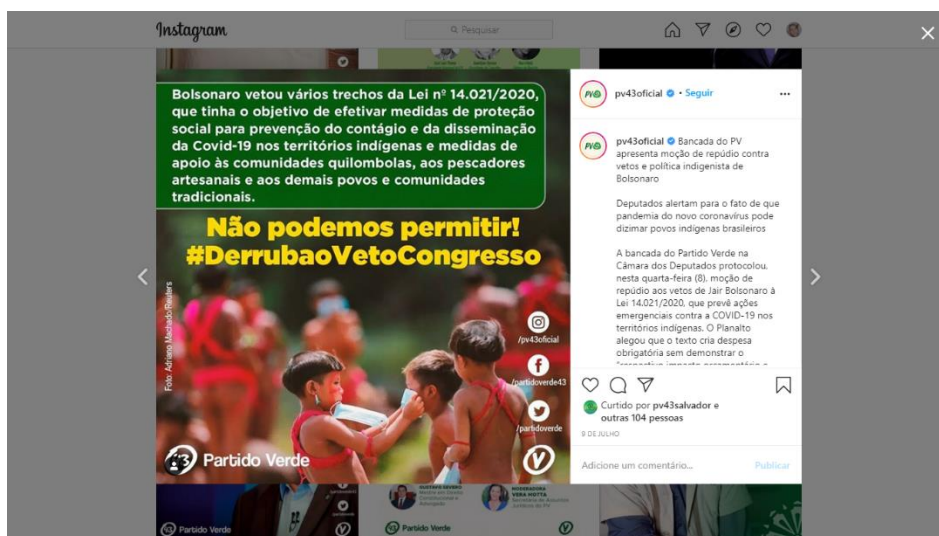 Instagram
Pesquisar
Bolsonaro vetou vários trechos da Lei nº 14.021/2020,
que tinha o objetivo de efetivar medidas de proteção
social para prevenção do contágio e da disseminação
da Covid-19 nos territórios indígenas e medidas de
apoio às comunidades quilombolas, aos pescadores
artesanais e aos demais povos e comunidades
tradicionais.
Não podemos permitir!
#DerrubaoVetoCongresso
Foto: Adriano Machado/Reuters
/pv43oficial
/partidoverde43
/partidoverde
43 Partido Verde
pv43oficial • Seguir
pv43oficial Bancada do PV
apresenta moção de repúdio contra
vetos e política indigenista de
Bolsonaro
Deputados alertam para o fato de que
pandemia do novo coronavírus pode
dizimar povos indígenas brasileiros
A bancada do Partido Verde na
Câmara dos Deputados protocolou,
nesta quarta-feira (8), moção de
repúdio aos vetos de Jair Bolsonaro à
Lei 14.021/2020, que prevê ações
emergenciais contra a COVID-19 nos
territórios indígenas. O Planalto
alegou que o texto cria despesa
obrigatória sem demonstrar o
Curtido por pv43salvador e
outras 104 pessoas
9 DE JULHO
Adicione um comentário...
Publicar
43 Partido Verde
GUSTAVO SEVERO
MODERADORA
VERA MOTTA
43 Partido Verde